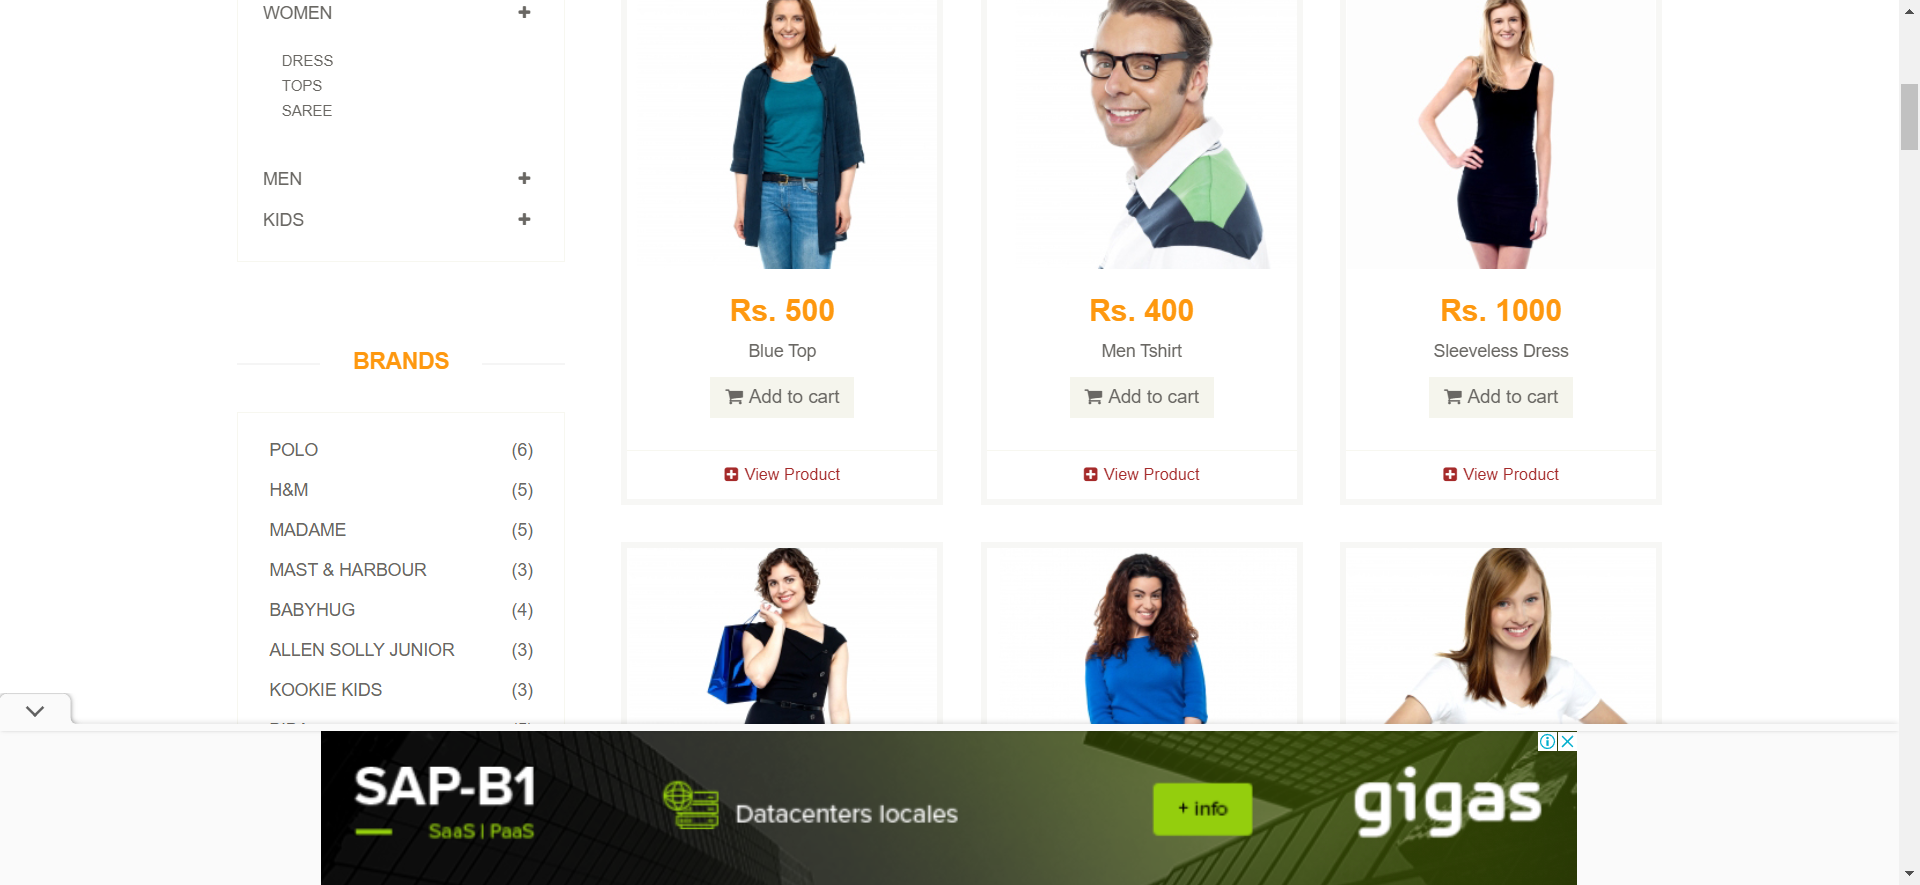 WOMEN
DRESS
TOPS
SAREE
MEN
KIDS
BRANDS
POLO (6)
H&M (5)
MADAME (5)
MAST & HARBOUR (3)
BABYHUG (4)
ALLEN SOLLY JUNIOR (3)
KOOKIE KIDS (3)
Rs. 500
Blue Top
Add to cart
View Product
Rs. 400
Men Tshirt
Add to cart
View Product
Rs. 1000
Sleeveless Dress
Add to cart
View Product
SAP-B1
SaaS | PaaS
Datacenters locales
+ info
gigas